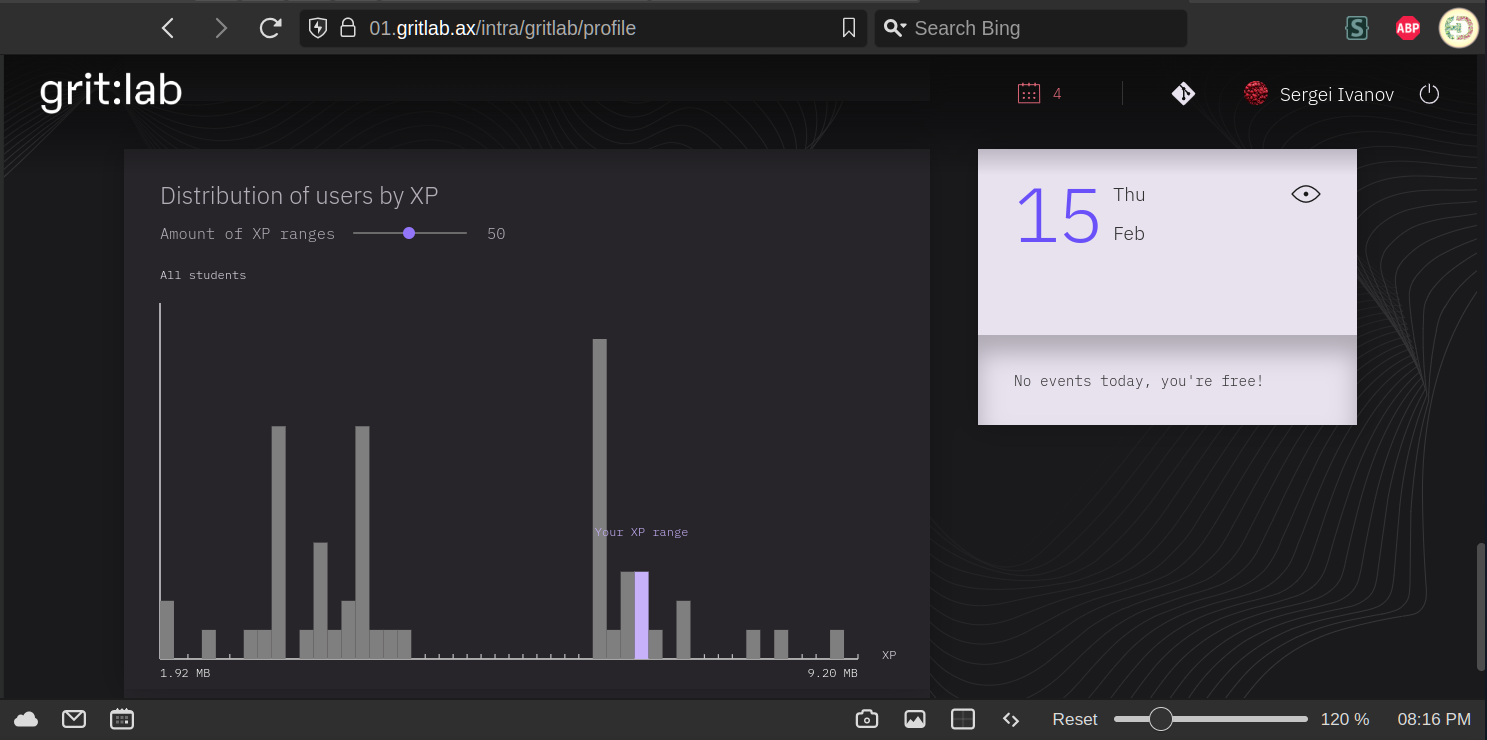 01.gritlab.ax/intra/gritlab/profile
Search Bing
S
ABP
grit:lab
4
Sergei Ivanov
Distribution of users by XP
Amount of XP ranges
50
All students
Your XP range
XP
1.92 MB
9.20 MB
15
Thu
Feb
No events today, you're free!
Reset
120 %
08:16 PM